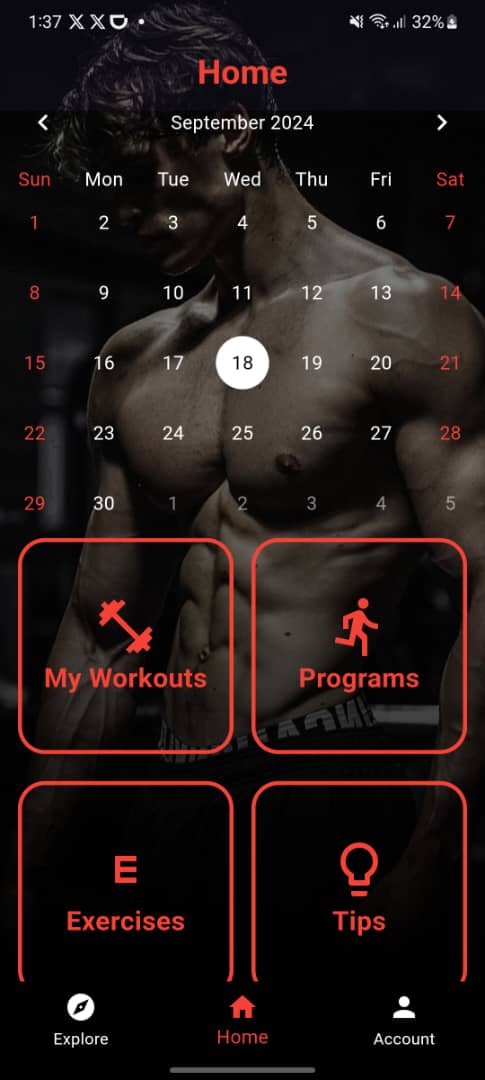 1:37 32%
Home
September 2024
Sun Mon Tue Wed Thu Fri Sat
1 2 3 4 5 6 7
8 9 10 11 12 13 14
15 16 17 18 19 20 21
22 23 24 25 26 27 28
29 30 1 2 3 4 5
My Workouts Programs
E
Exercises Tips
Explore Home Account